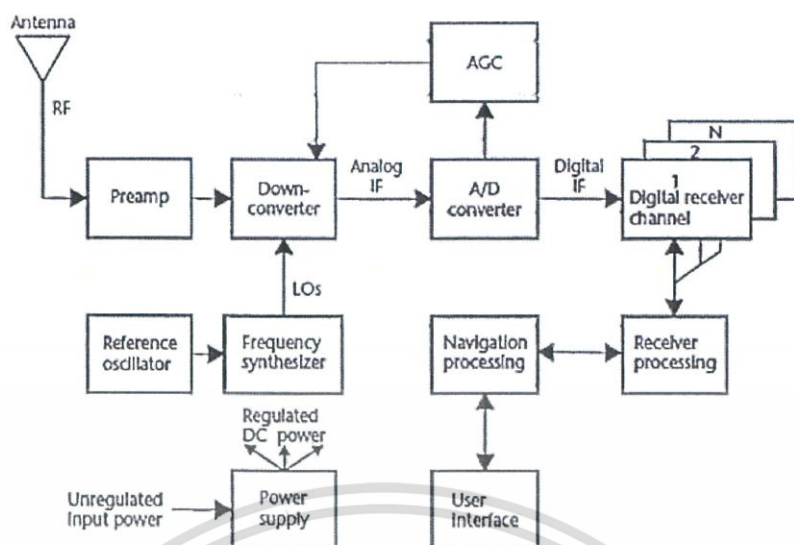 Antenna
RF
AGC
Preamp
Down-
converter
Analog
IF
A/D
converter
Digital
IF
N
2
1
Digital receiver
channel
LOs
Reference
oscillator
Frequency
synthesizer
Navigation
processing
Receiver
processing
Regulated
DC power
Unregulated
input power
Power
supply
User
interface